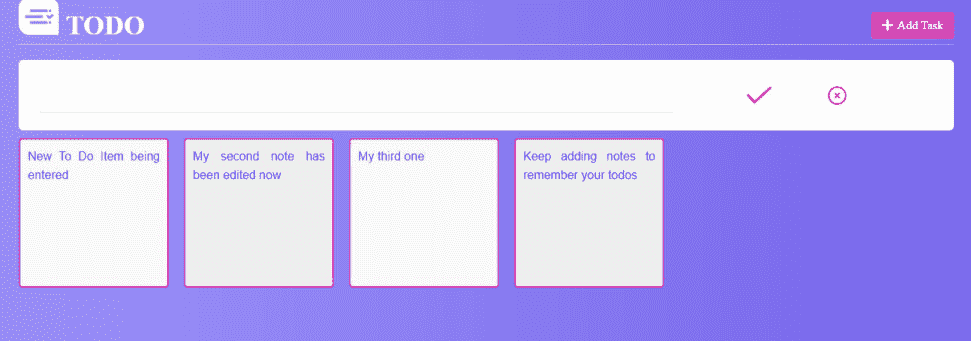 TODO
Add Task
New To Do Item being
entered
My second note has
been edited now
My third one
Keep adding notes to
remember your todos